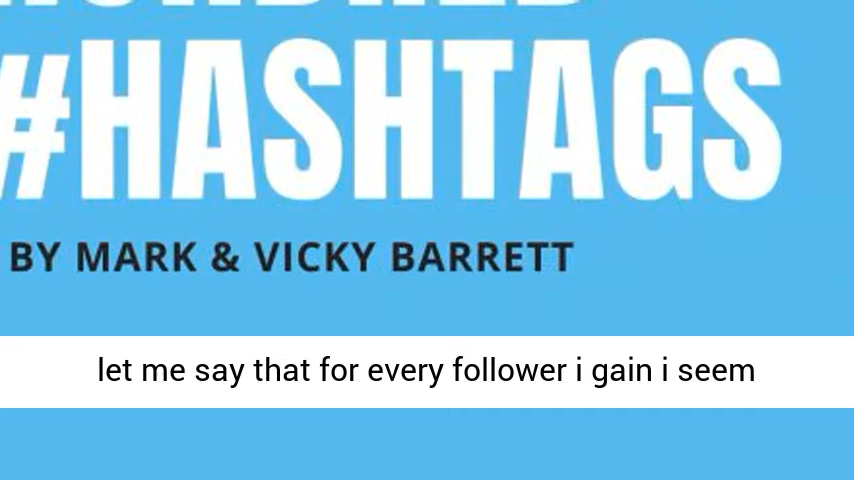 #HASHTAGS
BY MARK & VICKY BARRETT
let me say that for every follower i gain i seem